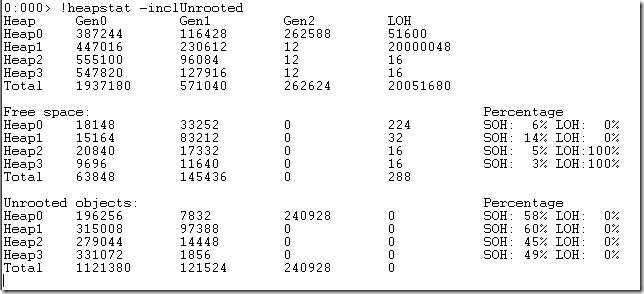 0:000> !heapstat -inclUnrooted
Heap Gen0 Gen1 Gen2 LOH
Heap0 387244 116428 262588 51600
Heap1 447016 230612 12 20000048
Heap2 555100 96084 12 16
Heap3 547820 127916 12 16
Total 1937180 571040 262624 20051680
Free space: Percentage
Heap0 18148 33252 0 224 SOH: 6% LOH: 0%
Heap1 15164 83212 0 32 SOH: 14% LOH: 0%
Heap2 20840 17332 0 16 SOH: 5% LOH:100%
Heap3 9696 11640 0 16 SOH: 3% LOH:100%
Total 63848 145436 0 288
Unrooted objects: Percentage
Heap0 196256 7832 240928 0 SOH: 58% LOH: 0%
Heap1 315008 97388 0 0 SOH: 60% LOH: 0%
Heap2 279044 14448 0 0 SOH: 45% LOH: 0%
Heap3 331072 1856 0 0 SOH: 49% LOH: 0%
Total 1121380 121524 240928 0